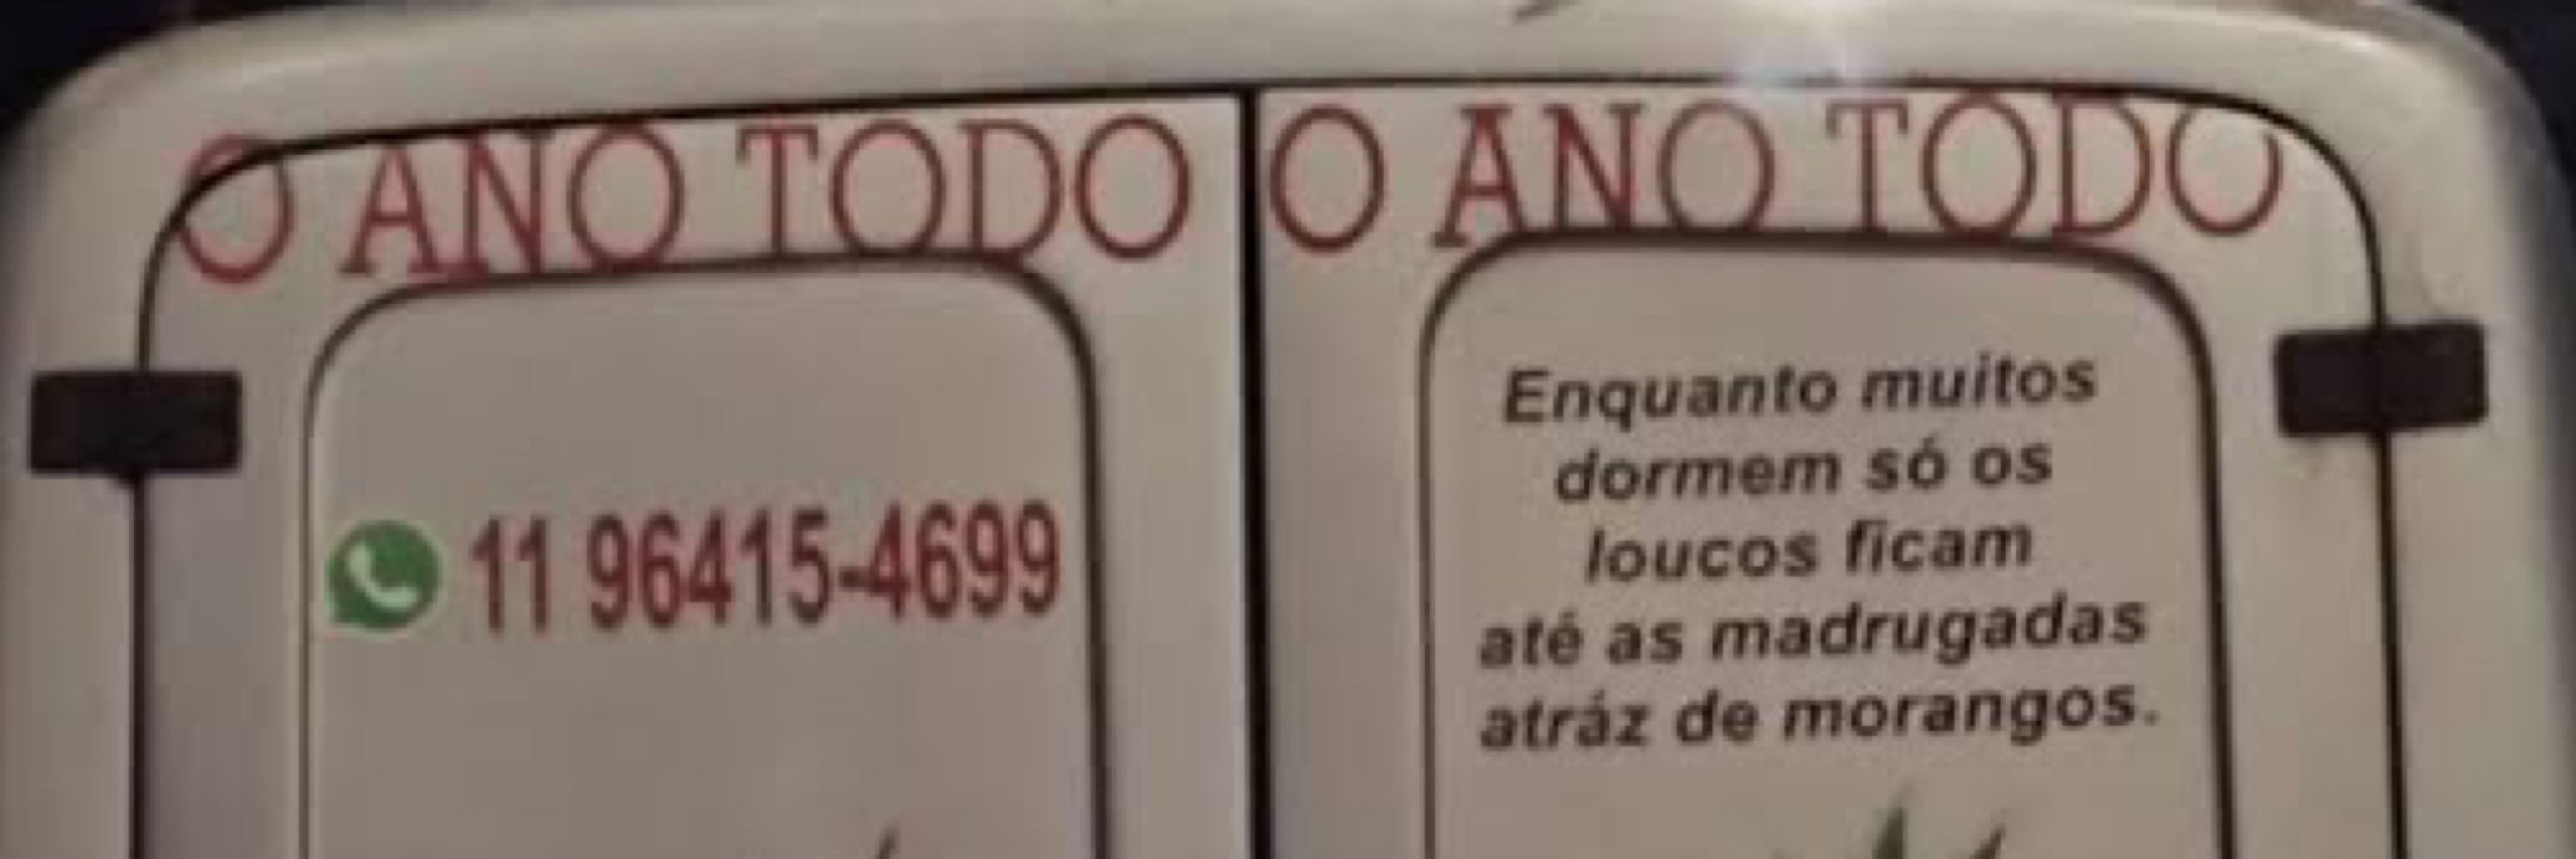 O ANO TODO O ANO TODO
11 96415-4699
Enquanto muitos
dormem só os
loucos ficam
até as madrugadas
atráz de morangos.